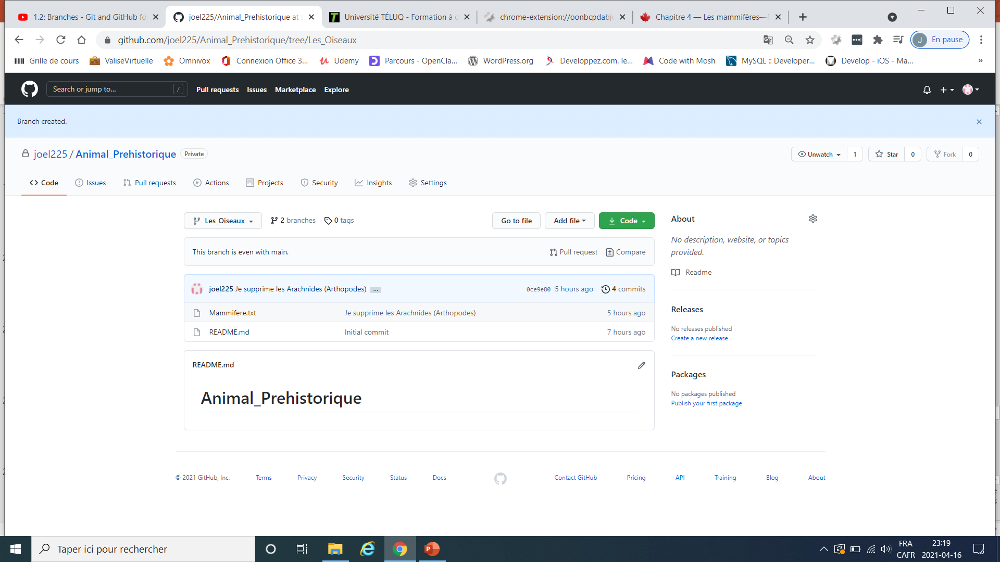 1.2: Branches - Git and GitHub fo
joel225/Animal_Prehistorique at
Université TÉLUQ - Formation à
chrome-extension://oonbcpdabj
Chapitre 4 — Les mammifères—
github.com/joel225/Animal_Prehistorique/tree/Les_Oiseaux
J En pause
Grille de cours ValiseVirtuelle Omnivox Connexion Office 3... Udemy Parcours - OpenCla... WordPress.org Developpez.com, le... Code with Mosh MySQL :: Developer... Develop - iOS - Ma... »
Search or jump to... / Pull requests Issues Marketplace Explore
Branch created.
joel225 / Animal_Prehistorique Private
Unwatch 1 Star 0 Fork 0
Code Issues Pull requests Actions Projects Security Insights Settings
Les_Oiseaux 2 branches 0 tags Go to file Add file Code
This branch is even with main. Pull request Compare
joel225 Je supprime les Arachnides (Arthopodes) ... 0ce9e80 5 hours ago 4 commits
Mammifere.txt Je supprime les Arachnides (Arthopodes) 5 hours ago
README.md Initial commit 7 hours ago
README.md
Animal_Prehistorique
About
No description, website, or topics
provided.
Readme
Releases
No releases published
Create a new release
Packages
No packages published
Publish your first package
© 2021 GitHub, Inc. Terms Privacy Security Status Docs Contact GitHub Pricing API Training Blog About
Taper ici pour rechercher
FRA
CAFR
23:19
2021-04-16